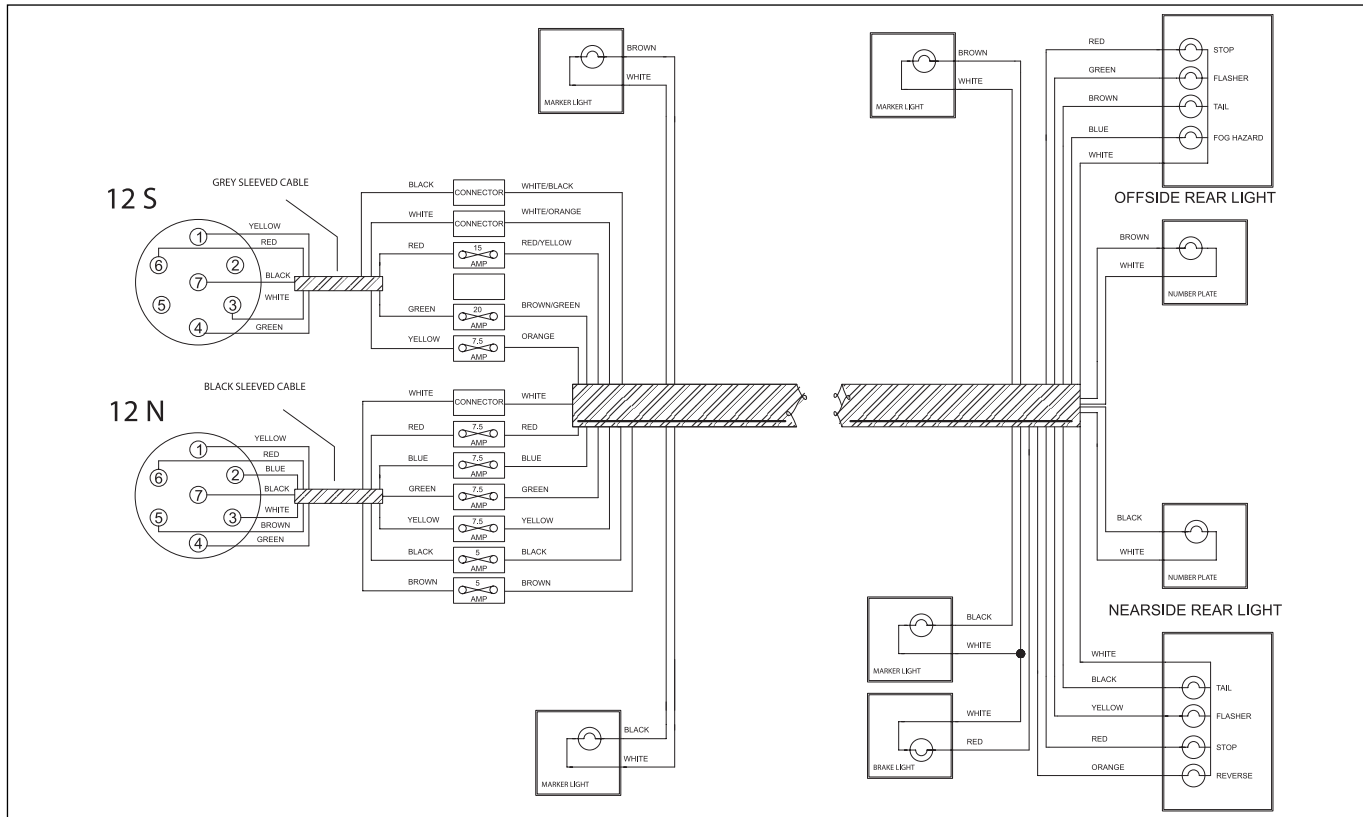 BROWN
WHITE
MARKER LIGHT
BROWN
WHITE
MARKER LIGHT
RED
STOP
GREEN
FLASHER
BROWN
TAIL
BLUE
FOG HAZARD
WHITE
OFFSIDE REAR LIGHT
12 S
GREY SLEEVED CABLE
YELLOW
RED
BLACK
WHITE
GREEN
1
6
2
7
5
3
4
BLACK
CONNECTOR
WHITE/BLACK
WHITE
CONNECTOR
WHITE/ORANGE
RED
15
AMP
RED/YELLOW
GREEN
20
AMP
BROWN/GREEN
YELLOW
7.5
AMP
ORANGE
BROWN
WHITE
NUMBER PLATE
12 N
BLACK SLEEVED CABLE
YELLOW
RED
BLUE
BLACK
WHITE
BROWN
GREEN
1
6
2
7
5
3
4
WHITE
CONNECTOR
WHITE
RED
7.5
AMP
RED
BLUE
7.5
AMP
BLUE
GREEN
7.5
AMP
GREEN
YELLOW
7.5
AMP
YELLOW
BLACK
5
AMP
BLACK
BROWN
5
AMP
BROWN
BLACK
WHITE
NUMBER PLATE
NEARSIDE REAR LIGHT
BLACK
WHITE
MARKER LIGHT
WHITE
RED
BRAKE LIGHT
WHITE
BLACK
TAIL
YELLOW
FLASHER
RED
STOP
ORANGE
REVERSE
BLACK
WHITE
MARKER LIGHT